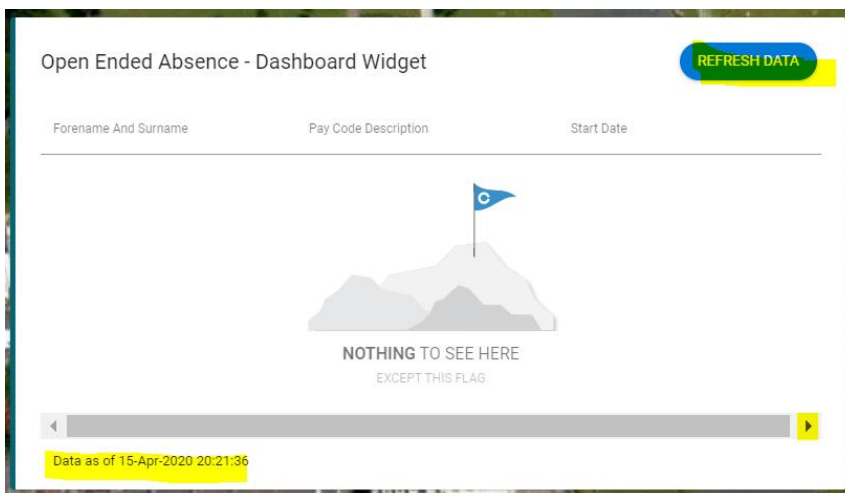 Open Ended Absence - Dashboard Widget
REFRESH DATA
Forename And Surname Pay Code Description Start Date
C
NOTHING TO SEE HERE
EXCEPT THIS FLAG
Data as of 15-Apr-2020 20:21:36